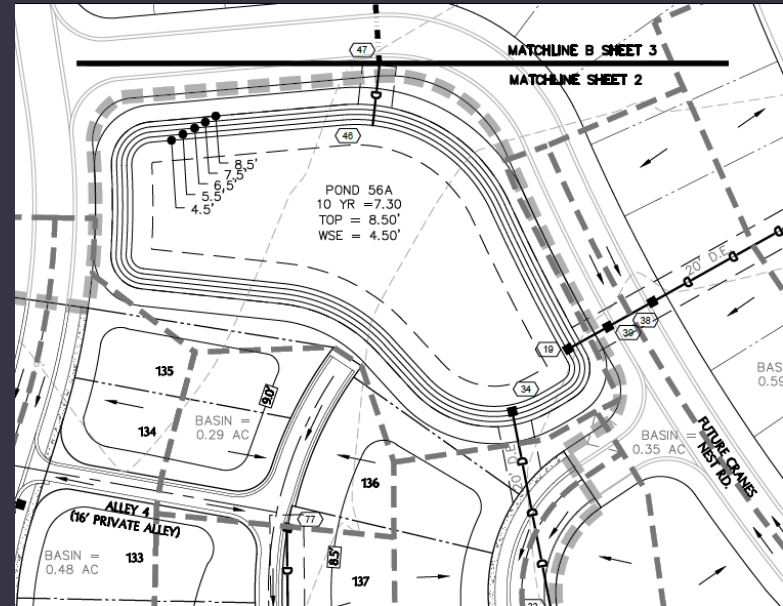 47
MATCHLINE B SHEET 3
MATCHLINE SHEET 2
46
8.5'
7.5'
6.5'
5.5'
4.5'
POND 56A
10 YR =7.30
TOP = 8.50'
WSE = 4.50'
20' D.E.
38
39
19
34
135
9.0'
134
BASIN =
0.29 AC
BASIN =
0.35 AC
FUTURE CRANES
NEST RD.
20' D.E.
136
ALLEY 4
(16' PRIVATE ALLEY)
77
133
BASIN =
0.48 AC
8.5'
137
BAS
0.59